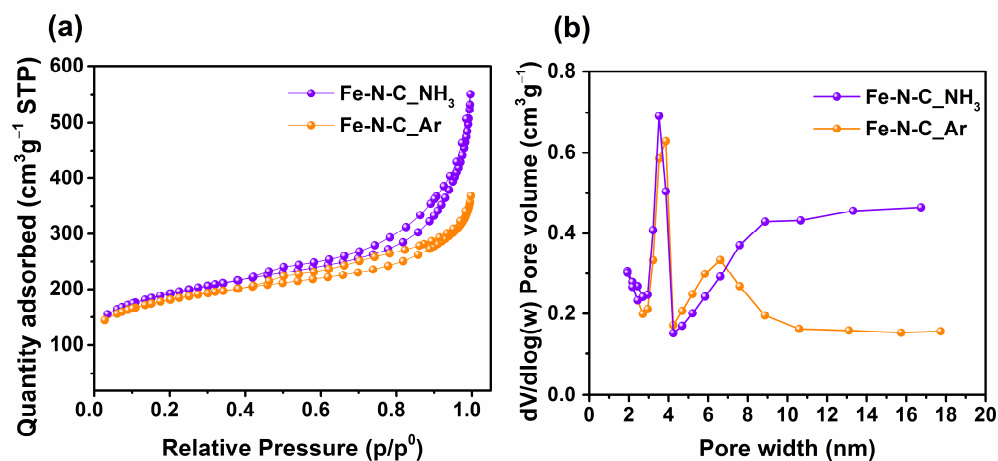 (a)
Quantity adsorbed (cm³g⁻¹ STP)
600
500
400
300
200
100
Fe-N-C_NH₃
Fe-N-C_Ar
0.0 0.2 0.4 0.6 0.8 1.0
Relative Pressure (p/p⁰)
(b)
dV/dlog(w) Pore volume (cm³g⁻¹)
0.8
0.6
0.4
0.2
0.0
Fe-N-C_NH₃
Fe-N-C_Ar
0 2 4 6 8 10 12 14 16 18 20
Pore width (nm)